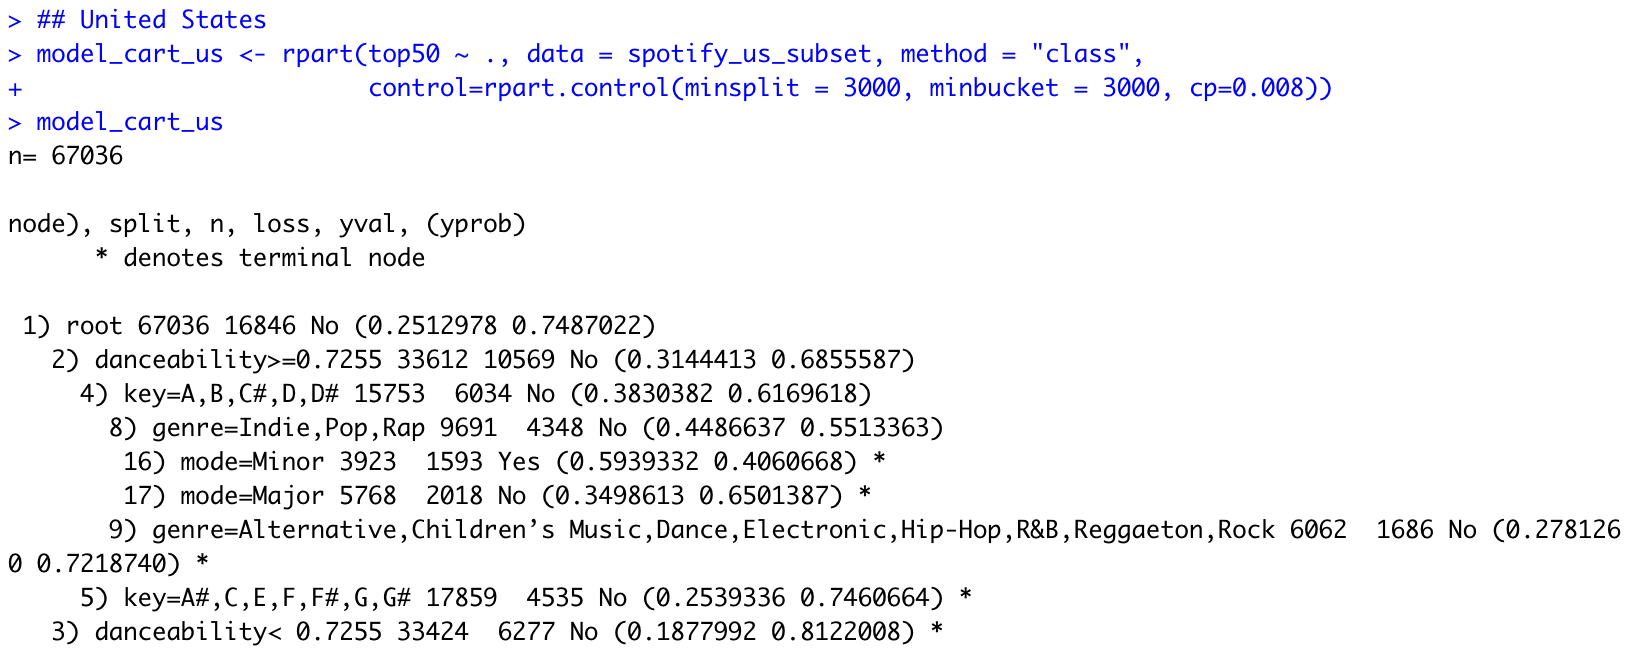 > ## United States
> model_cart_us <- rpart(top50 ~ ., data = spotify_us_subset, method = "class",
+                         control=rpart.control(minsplit = 3000, minbucket = 3000, cp=0.008))
> model_cart_us
n= 67036

node), split, n, loss, yval, (yprob)
      * denotes terminal node

 1) root 67036 16846 No (0.2512978 0.7487022)
   2) danceability>=0.7255 33612 10569 No (0.3144413 0.6855587)
     4) key=A,B,C#,D,D# 15753  6034 No (0.3830382 0.6169618)
       8) genre=Indie,Pop,Rap 9691  4348 No (0.4486637 0.5513363)
        16) mode=Minor 3923  1593 Yes (0.5939332 0.4060668) *
        17) mode=Major 5768  2018 No (0.3498613 0.6501387) *
       9) genre=Alternative,Children’s Music,Dance,Electronic,Hip-Hop,R&B,Reggaeton,Rock 6062  1686 No (0.278126
0 0.7218740) *
     5) key=A#,C,E,F,F#,G,G# 17859  4535 No (0.2539336 0.7460664) *
   3) danceability< 0.7255 33424  6277 No (0.1877992 0.8122008) *